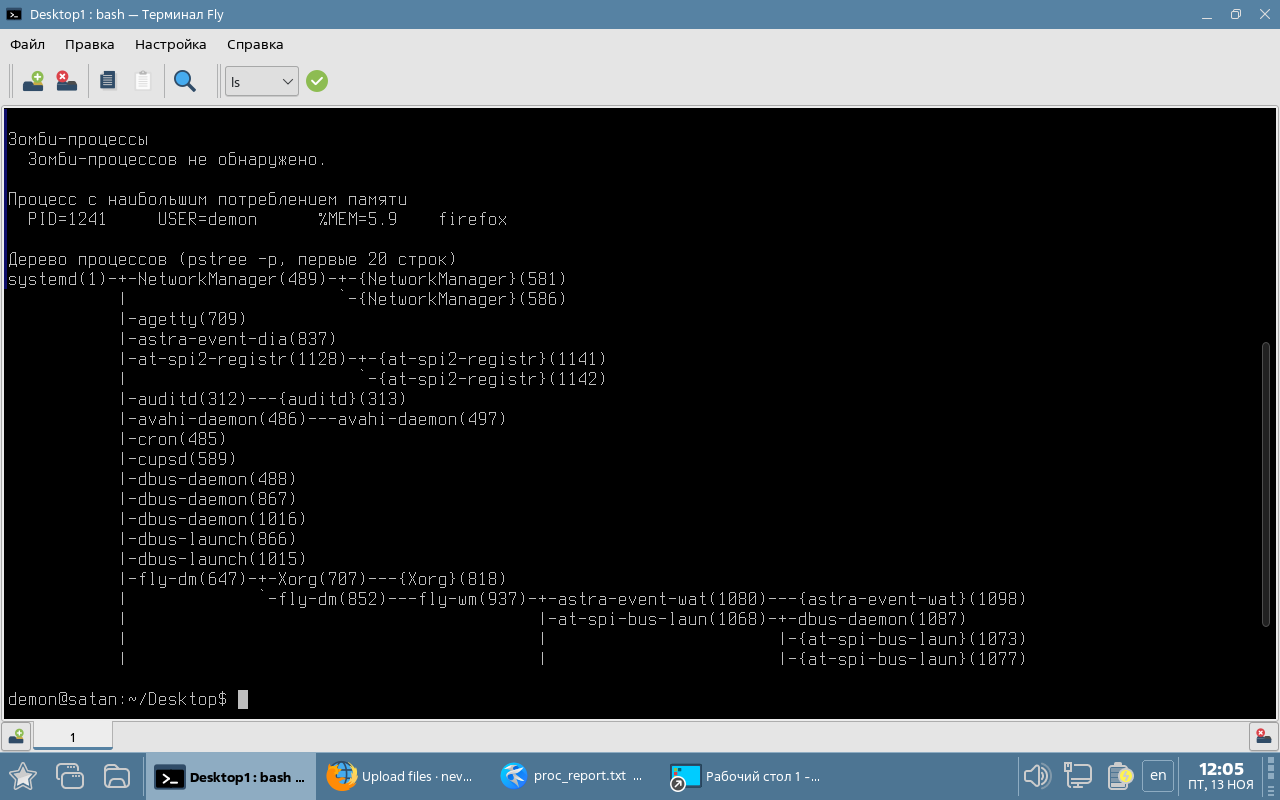 Desktop1 : bash — Терминал Fly
Файл Правка Настройка Справка
ls
Зомби-процессы
  Зомби-процессов не обнаружено.
Процесс с наибольшим потреблением памяти
  PID=1241     USER=demon      %MEM=5.9    firefox
Дерево процессов (pstree -p, первые 20 строк)
systemd(1)-+-NetworkManager(489)-+-{NetworkManager}(581)
           |                     `-{NetworkManager}(586)
           |-agetty(709)
           |-astra-event-dia(837)
           |-at-spi2-registr(1128)-+-{at-spi2-registr}(1141)
           |                       `-{at-spi2-registr}(1142)
           |-auditd(312)---{auditd}(313)
           |-avahi-daemon(486)---avahi-daemon(497)
           |-cron(485)
           |-cupsd(589)
           |-dbus-daemon(488)
           |-dbus-daemon(867)
           |-dbus-daemon(1016)
           |-dbus-launch(866)
           |-dbus-launch(1015)
           |-fly-dm(647)-+-Xorg(707)---{Xorg}(818)
           |             `-fly-dm(852)---fly-wm(937)-+-astra-event-wat(1080)---{astra-event-wat}(1098)
           |                                         |-at-spi-bus-laun(1068)-+-dbus-daemon(1087)
           |                                         |                       |-{at-spi-bus-laun}(1073)
           |                                         |                       |-{at-spi-bus-laun}(1077)
demon@satan:~/Desktop$
1
Desktop1 : bash ... Upload files · nev... proc_report.txt ... Рабочий стол 1 –... en 12:05
ПТ, 13 НОЯ